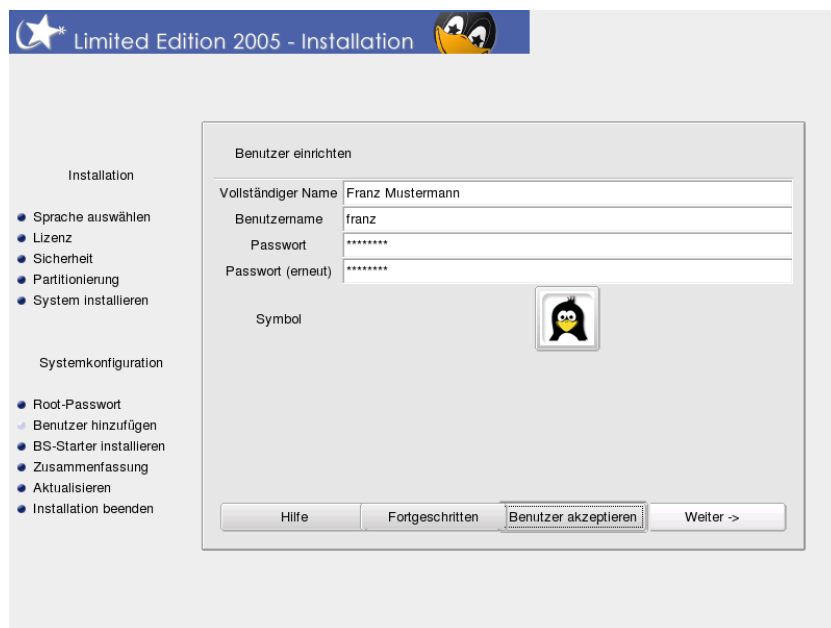 Limited Edition 2005 - Installation
Installation
Sprache auswählen
Lizenz
Sicherheit
Partitionierung
System installieren
Systemkonfiguration
Root-Passwort
Benutzer hinzufügen
BS-Starter installieren
Zusammenfassung
Aktualisieren
Installation beenden
Benutzer einrichten
Vollständiger Name Franz Mustermann
Benutzername franz
Passwort ********
Passwort (erneut) ********
Symbol
Hilfe Fortgeschritten Benutzer akzeptieren Weiter ->